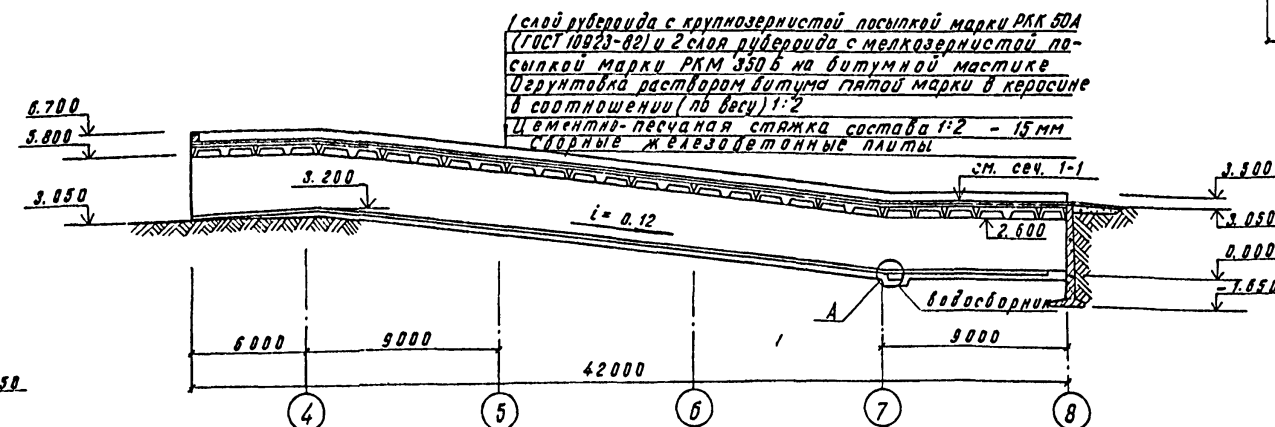 1 слой рубероида с крупнозернистой посыпкой марки РКК 50А
(ГОСТ 10923-82) и 2 слоя рубероида с мелкозернистой по-
сыпкой марки РКМ 350Б на битумной мастике
Огрунтовка раствором битума пятой марки в керосине
в соотношении (по весу) 1:2
Цементно-песчаная стяжка состава 1:2 - 15 мм
Сборные железобетонные плиты
6.700
5.800
3.050
3.200
i = 0.12
см. сеч. 1-1
2.600
3.500
3.050
0.000
-1.650
А
водосборник
6000
9000
9000
42000
50
4
5
6
7
8